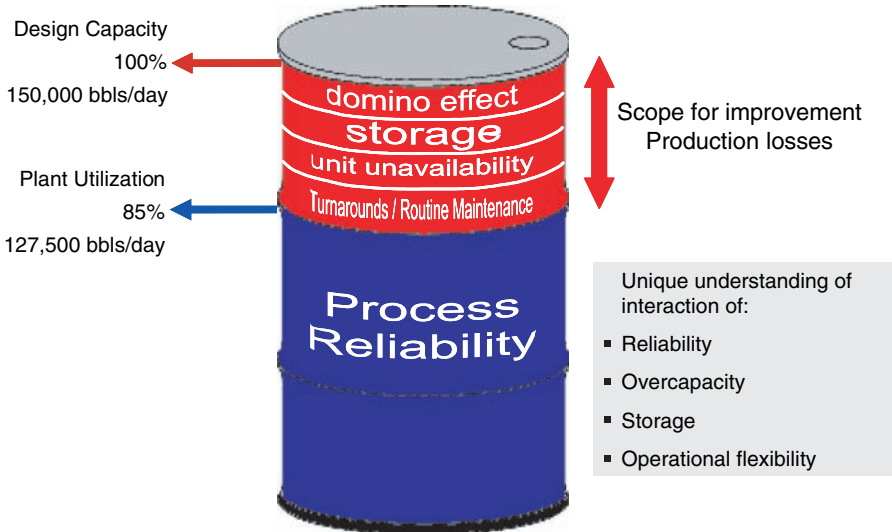 Design Capacity
100%
150,000 bbls/day
Plant Utilization
85%
127,500 bbls/day
domino effect
storage
unit unavailability
Turnarounds / Routine Maintenance
Process
Reliability
Scope for improvement
Production losses
Unique understanding of
interaction of:
▪ Reliability
▪ Overcapacity
▪ Storage
▪ Operational flexibility